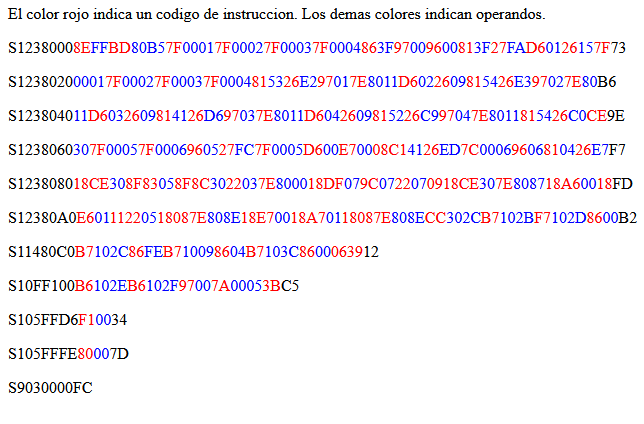 El color rojo indica un codigo de instruccion. Los demas colores indican operandos.
S12380008EFFBD80B57F00017F00027F00037F0004863F97009600813F27FAD60126157F73
S123802000017F00027F00037F0004815326E297017E8011D6022609815426E397027E80B6
S123804011D6032609814126D697037E8011D6042609815226C997047E8011815426C0CE9E
S1238060307F00057F0006960527FC7F0005D600E70008C14126ED7C00069606810426E7F7
S123808018CE308F83058F8C3022037E800018DF079C0722070918CE307E808718A60018FD
S12380A0E60111220518087E808E18E70018A70118087E808ECC302CB7102BF7102D8600B2
S11480C0B7102C86FEB710098604B7103C8600063912
S10FF100B6102EB6102F97007A00053BC5
S105FFD6F10034
S105FFFE80007D
S9030000FC